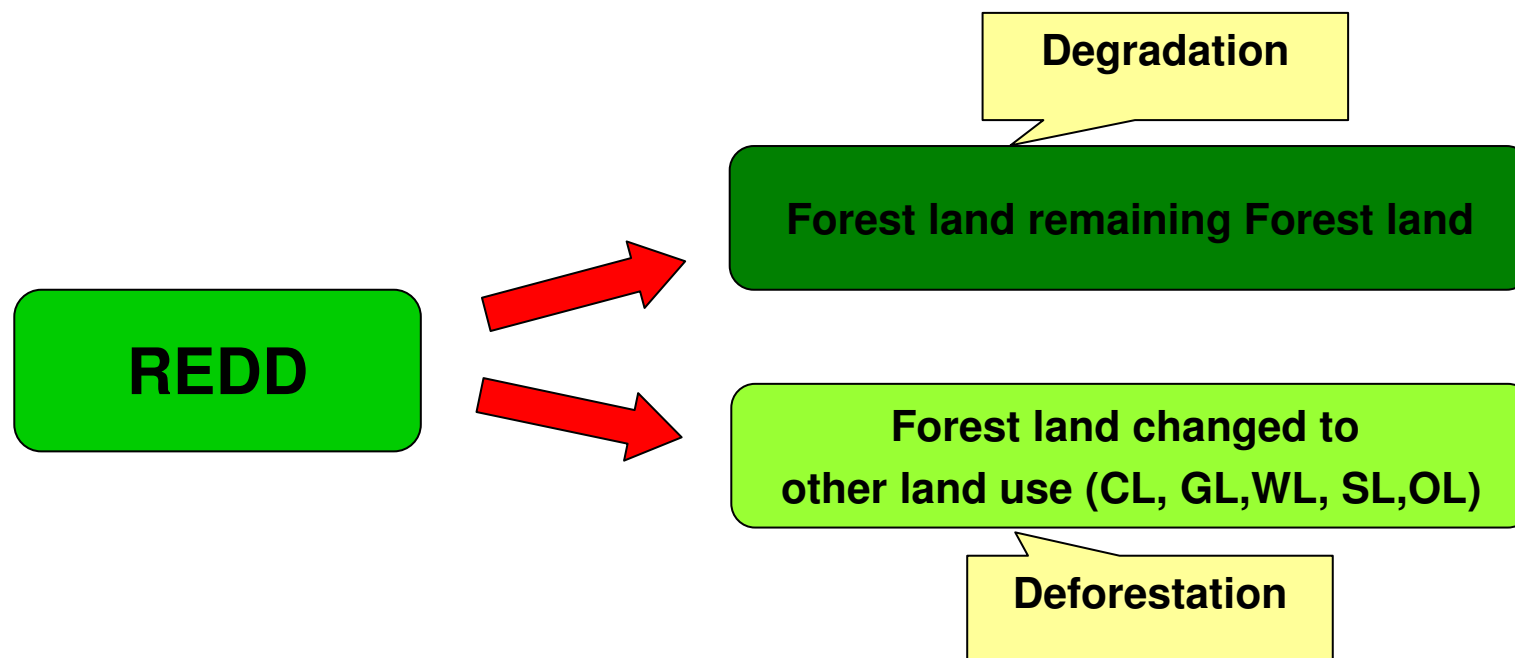 Degradation
Forest land remaining Forest land
REDD
Forest land changed to
other land use (CL, GL,WL, SL,OL)
Deforestation